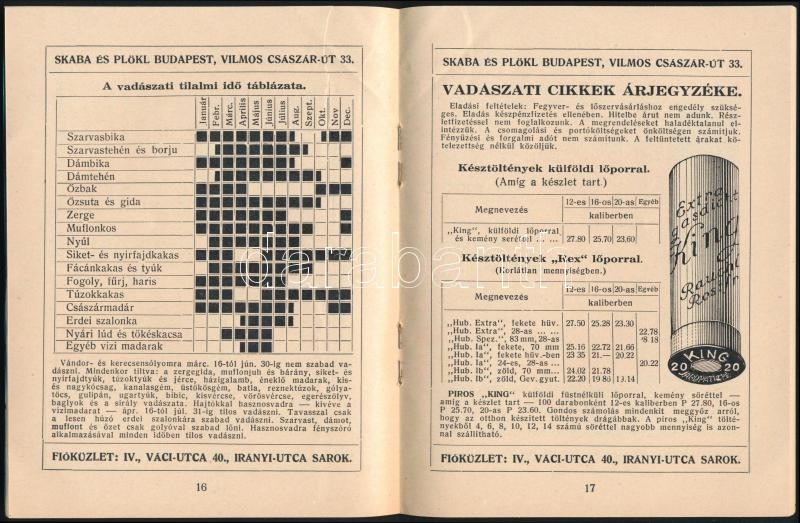 SKABA ÉS PLÖKL BUDAPEST, VILMOS CSÁSZÁR-ÚT 33.
A vadászati tilalmi idő táblázata.
Január Febr. Márc. Április Május Június Július Aug. Szept. Okt. Nov Dec.
Szarvasbika
Szarvastehén és borju
Dámbika
Dámtehén
Őzbak
Őzsuta és gida
Zerge
Muflonkos
Nyúl
Siket- és nyirfajdkakas
Fácánkakas és tyúk
Fogoly, fürj, haris
Túzokkakas
Császármadár
Erdei szalonka
Nyári lúd és tőkéskacsa
Egyéb vizi madarak
Vándor- és kerecsensólyomra márc. 16-tól jún. 30-ig nem szabad va-
dászni. Mindenkor tiltva: a zergegida, muflonjuh és bárány, siket- és
nyirfajdtyúk, túzoktyúk és jérce, házigalamb, éneklő madarak, kis-
és nagykócsag, kanalasgém, üstökösgém, batla, reznektúzok, gólya-
töcs, gulipán, ugartyúk, bibic, kisvércse, vörösvércse, egerészölyv,
baglyok és a sirály vadászata. Hajtókkal hasznosvadra — kivéve a
vizimadarat — ápr. 16-tól jul. 31-ig tilos vadászni. Tavasszal csak
a lesen húzó erdei szalonkára szabad vadászni. Szarvast, dámot,
muflont és őzet csak golyóval szabad lőni. Hasznosvadra fényszóró
alkalmazásával minden időben tilos vadászni.
FIÓKÜZLET: IV., VÁCI-UTCA 40., IRÁNYI-UTCA SAROK.
16
SKABA ÉS PLÖKL BUDAPEST, VILMOS CSÁSZÁR-ÚT 33.
VADÁSZATI CIKKEK ÁRJEGYZÉKE.
Eladási feltételek: Fegyver- és lőszervásárláshoz engedély szüksé-
ges. Eladás készpénzfizetés ellenében. Hitelbe árut nem adunk. Rész-
letfizetéssel nem foglalkozunk. A megrendeléseket haladéktalanul el-
intézzük. A csomagolási és portóköltségeket önköltségen számítjuk.
Fényűzési és forgalmi adót nem számítunk. A feltüntetett árakat kö-
telezettség nélkül közöljük.
Késztöltények külföldi lőporral.
(Amíg a készlet tart.)
Megnevezés 12-es 16-os 20-as Egyéb
kaliberben
„King“, külföldi lőporral
és kemény seréttel ... ... 27.80 25.70 23.60
Késztöltények „Rex“ lőporral.
(Korlátlan mennyiségben.)
Megnevezés 12-es 16-os 20-as Egyéb
kaliberben
„Hub. Extra“, fekete hüv. 27.50 25.28 23.30
„Hub. Extra“, 28-as ... ... 22.78
„Hub. Spez.“, 83 mm, 28-as
„Hub. Ia“, fekete, 70 mm 25.16 22.72 21.66
„Hub. Ia“, fekete hüv.-ben 23.35 21.— 20.22
„Hub. Ia“, 24-es, 28-as ... 20.22
„Hub. Ib“, zöld, 70 mm... 24.02 21.78
„Hub. Ib“, zöld, Gev. gyut. 22.20
Extra
gasdicht
King
Rauchl.
KING
20 20
PIROS „KING“ külföldi füstnélküli lőporral, kemény söréttel —
amíg a készlet tart — 100 darabonként 12-es kaliberben P 27.80, 16-os
P 25.70, 20-as P 23.60. Gondos számolás mindenkit meggyőz arról,
hogy az otthon készített töltények drágábbak. A piros „King“ tölté-
nyekből 4, 6, 8, 10, 12, 14 számú söréttel nagyobb mennyiség is azon-
nal szállítható.
FIÓKÜZLET: IV., VÁCI-UTCA 40., IRÁNYI-UTCA SAROK.
17
darabanth